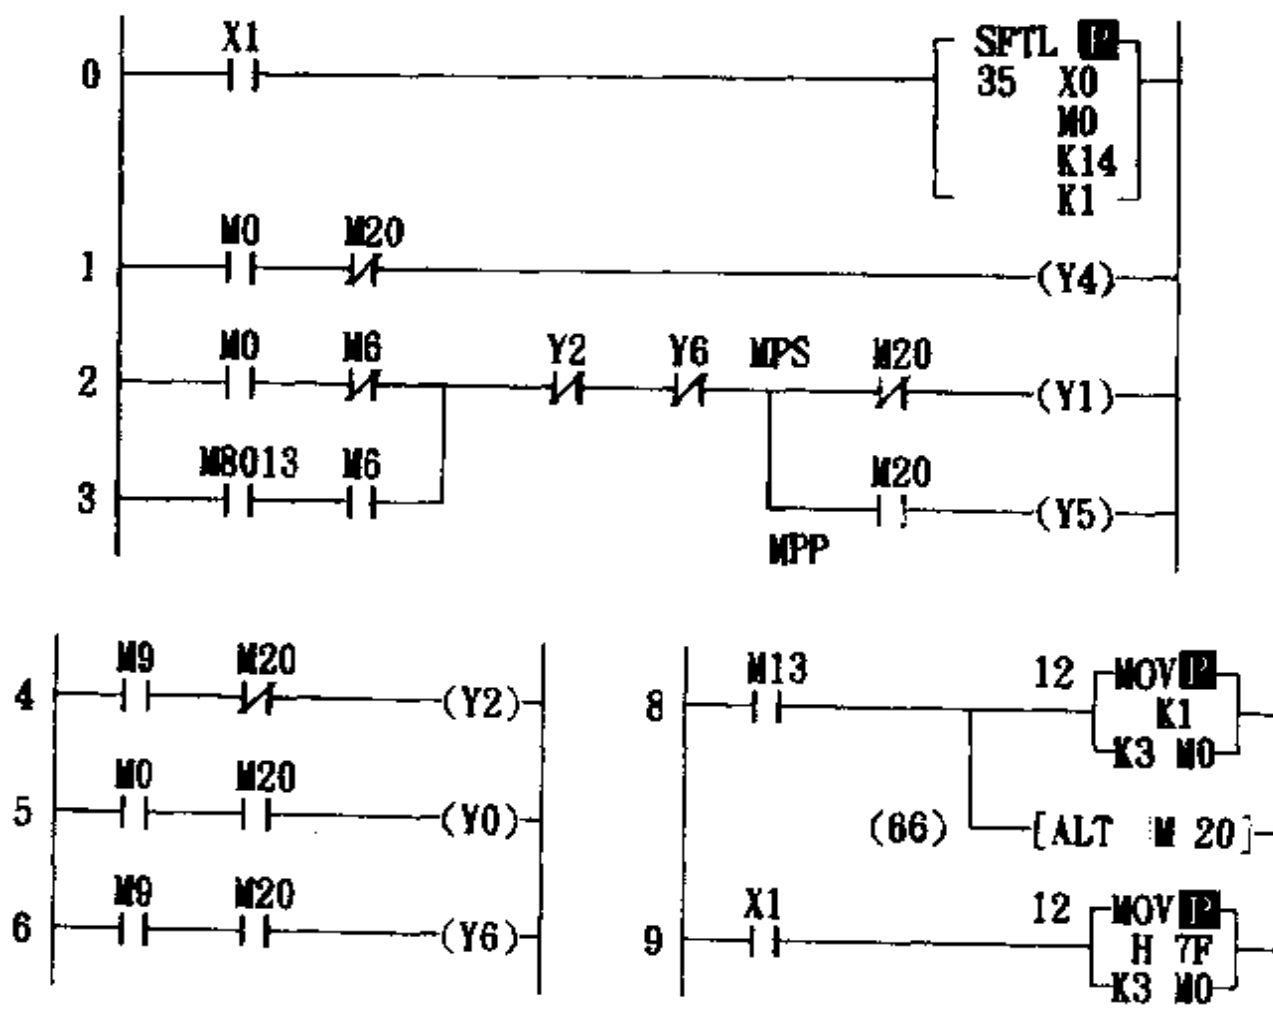 X1
0 SFTL P
35 X0
M0
K14
K1
M0 M20
1 (Y4)
M0 M6 Y2 Y6 MPS M20
2 (Y1)
M8013 M6 M20
3 (Y5)
MPP
M9 M20
4 (Y2)
M0 M20
5 (Y0)
M9 M20
6 (Y6)
M13 12 MOV P
8 K1
K3 M0
(66) [ALT M 20]
X1 12 MOV P
9 H 7F
K3 M0